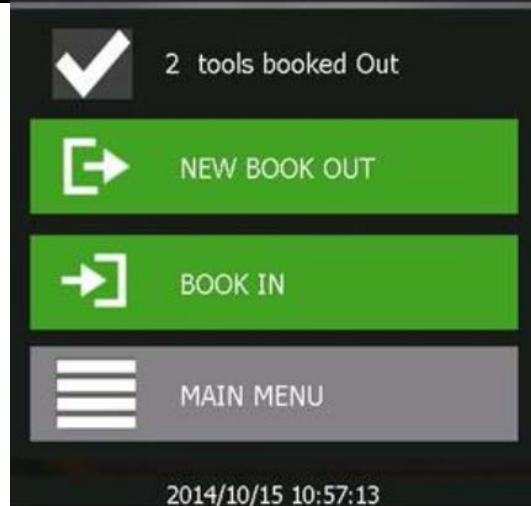 2 tools booked Out
NEW BOOK OUT
BOOK IN
MAIN MENU
2014/10/15 10:57:13